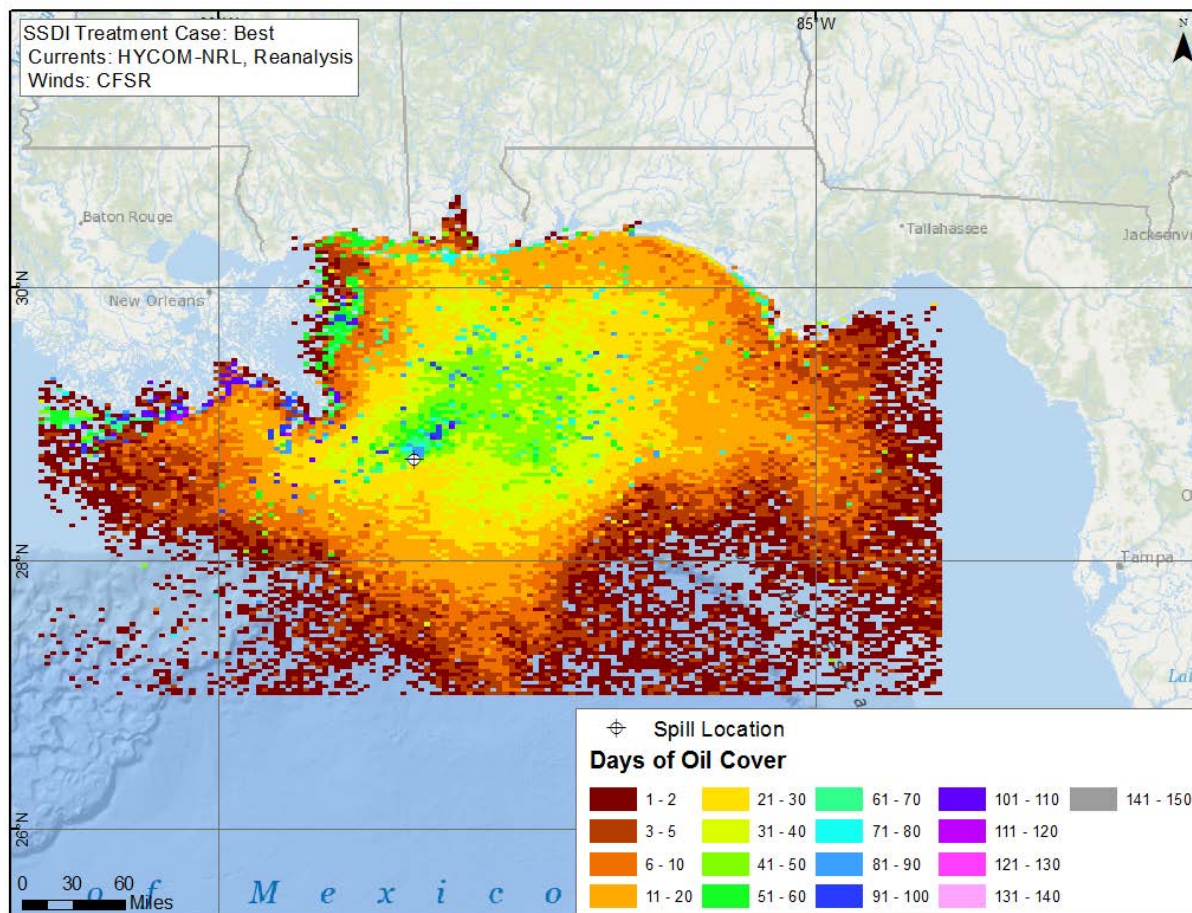 SSDI Treatment Case: Best
Currents: HYCOM-NRL, Reanalysis
Winds: CFSR
85°W
N
Baton Rouge
Tallahassee
Jacksonvi
30°N
New Orleans
28°N
Tampa
26°N
Spill Location
Days of Oil Cover
1 - 2
21 - 30
61 - 70
101 - 110
141 - 150
3 - 5
31 - 40
71 - 80
111 - 120
6 - 10
41 - 50
81 - 90
121 - 130
11 - 20
51 - 60
91 - 100
131 - 140
0 30 60
Miles
of Mexico